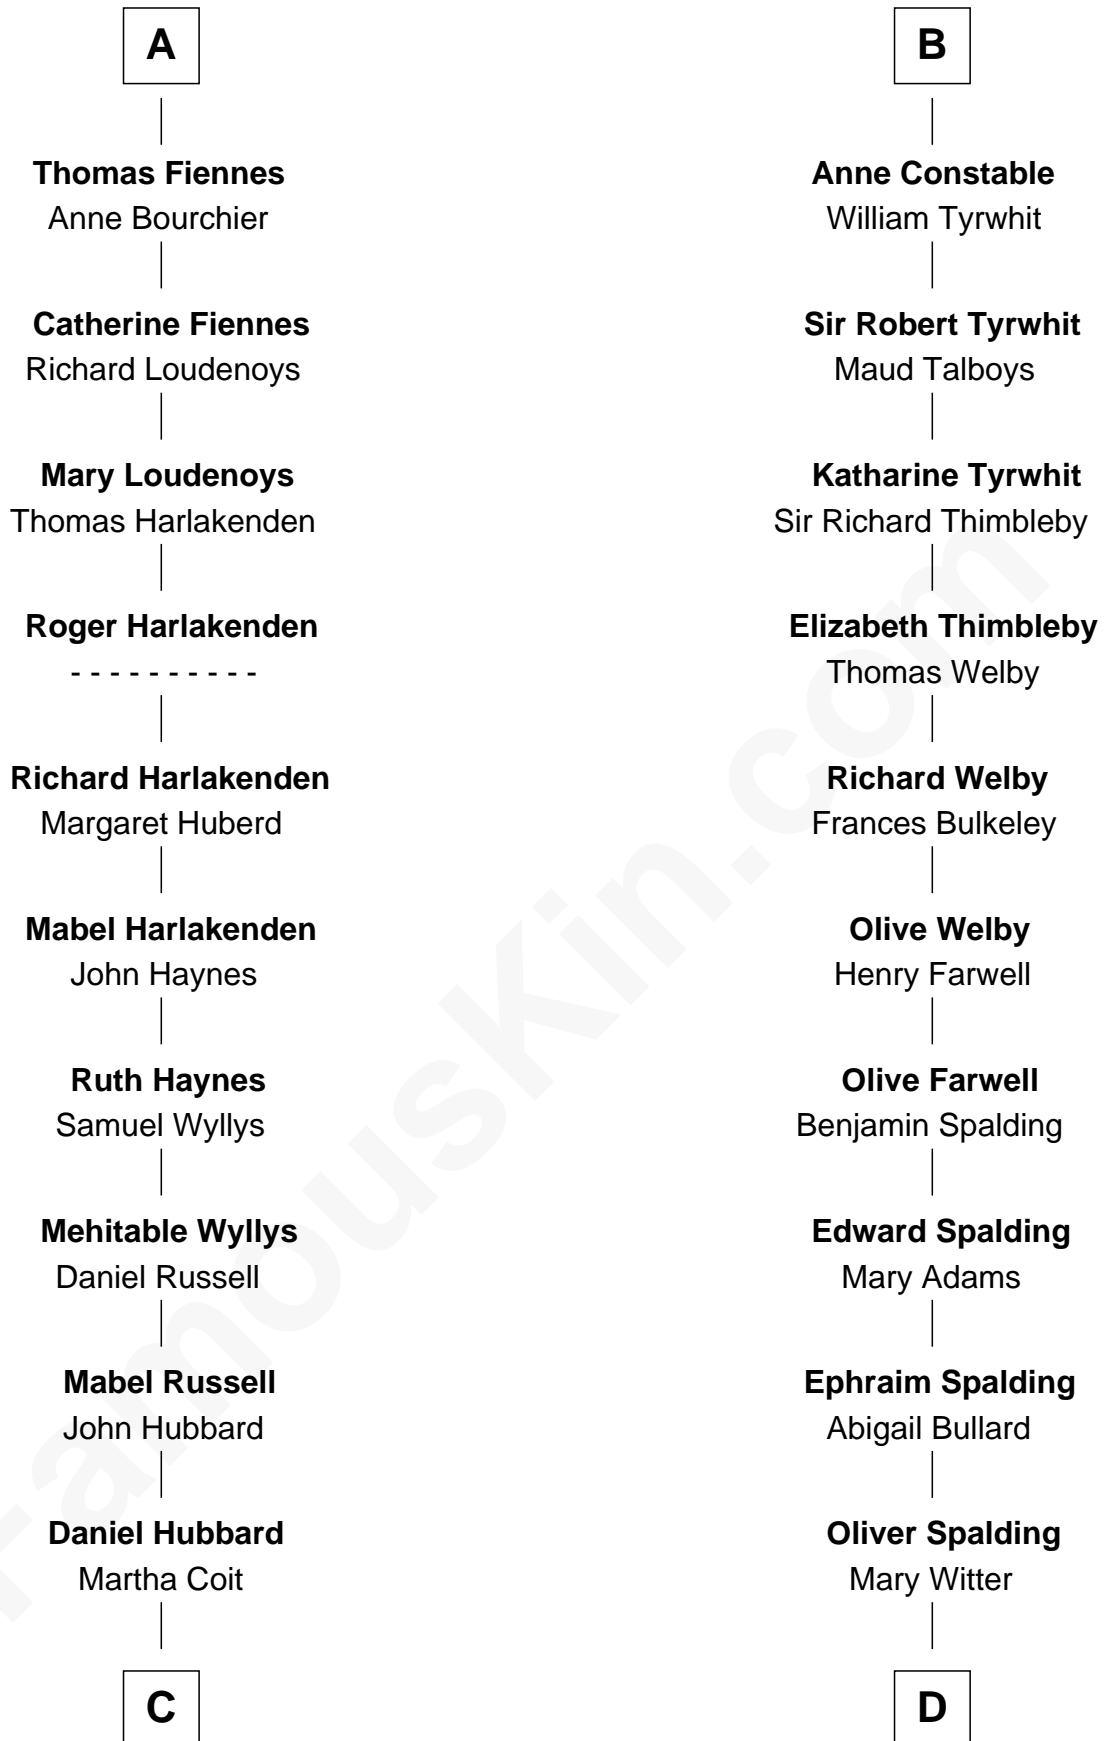 A
Thomas Fiennes
Anne Bourchier
Catherine Fiennes
Richard Loudenoys
Mary Loudenoys
Thomas Harlakenden
Roger Harlakenden
- - - - - - - - - -
Richard Harlakenden
Margaret Huberd
Mabel Harlakenden
John Haynes
Ruth Haynes
Samuel Wyllys
Mehitable Wyllys
Daniel Russell
Mabel Russell
John Hubbard
Daniel Hubbard
Martha Coit
C
B
Anne Constable
William Tyrwhit
Sir Robert Tyrwhit
Maud Talboys
Katharine Tyrwhit
Sir Richard Thimbleby
Elizabeth Thimbleby
Thomas Welby
Richard Welby
Frances Bulkeley
Olive Welby
Henry Farwell
Olive Farwell
Benjamin Spalding
Edward Spalding
Mary Adams
Ephraim Spalding
Abigail Bullard
Oliver Spalding
Mary Witter
D
FamousKin.com